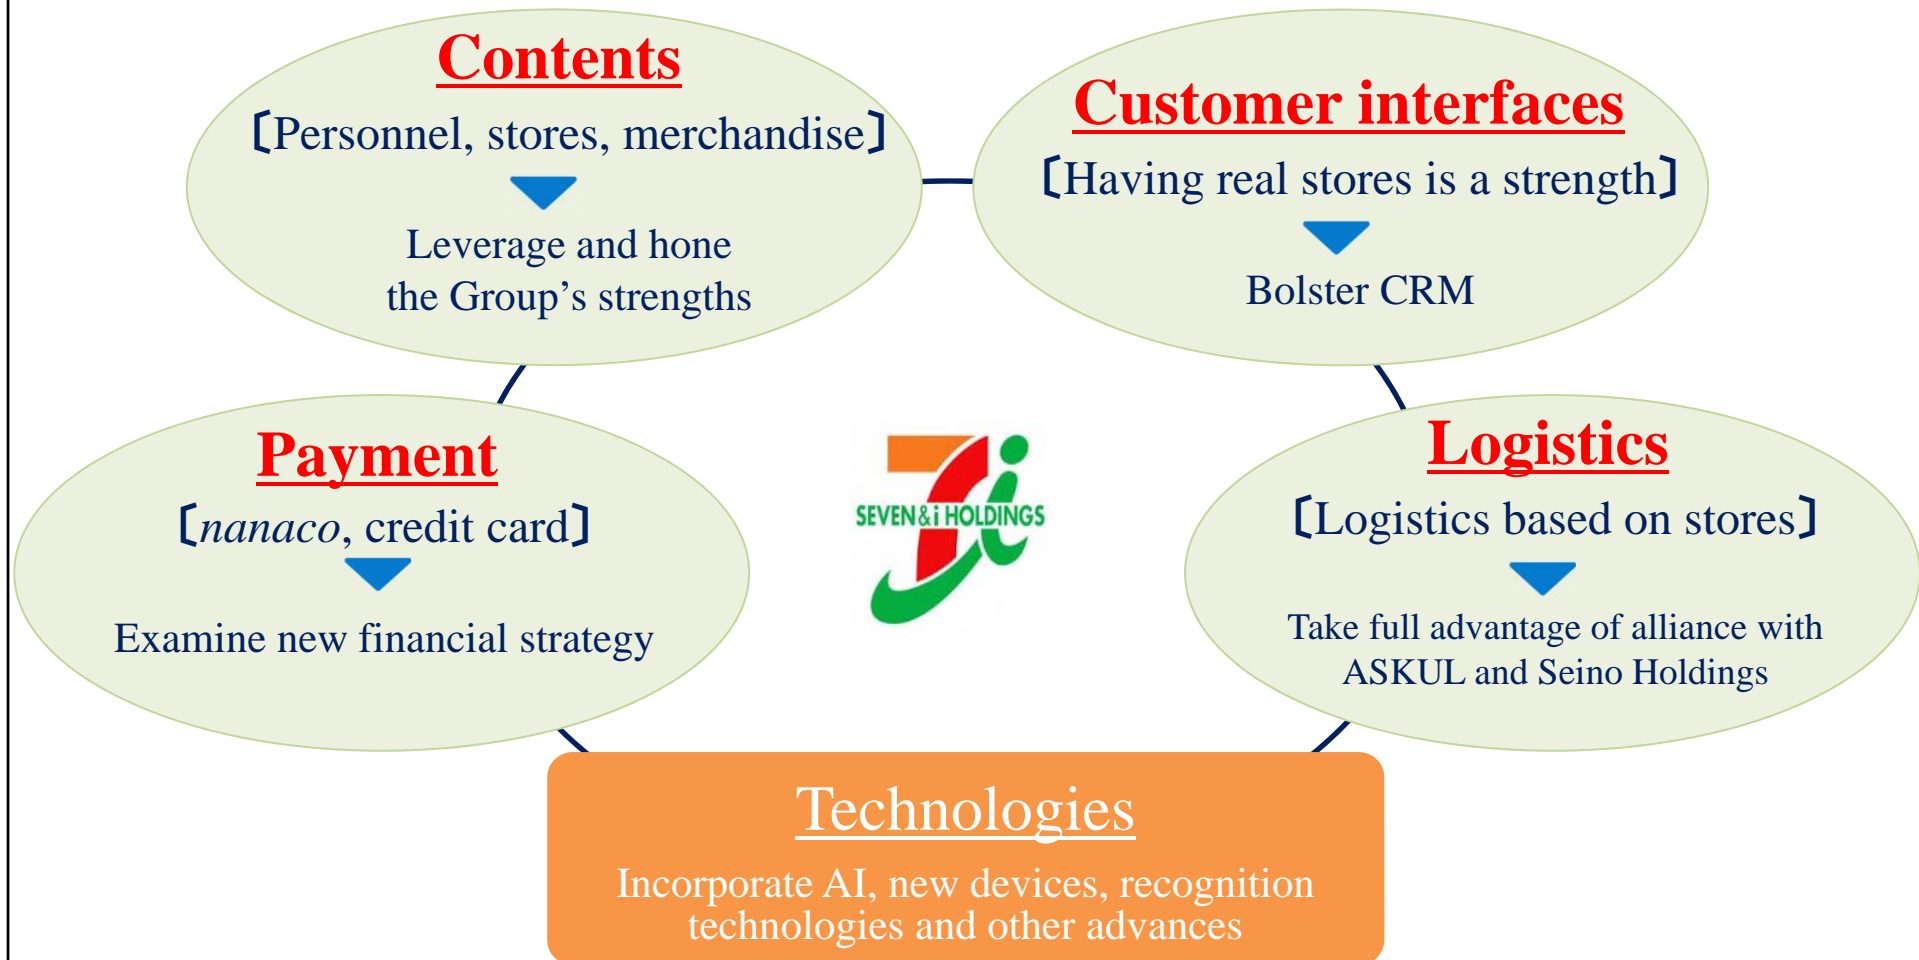 Contents
〔Personnel, stores, merchandise〕
Leverage and hone
the Group’s strengths
Customer interfaces
〔Having real stores is a strength〕
Bolster CRM
Payment
〔nanaco, credit card〕
Examine new financial strategy
SEVEN&i HOLDINGS
Logistics
〔Logistics based on stores〕
Take full advantage of alliance with
ASKUL and Seino Holdings
Technologies
Incorporate AI, new devices, recognition
technologies and other advances